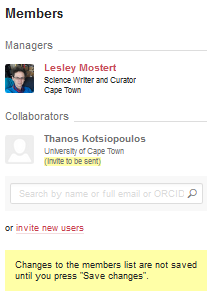 Members
Managers
Lesley Mostert
Science Writer and Curator
Cape Town
Collaborators
Thanos Kotsiopoulos
University of Cape Town
(Invite to be sent)
Search by name or full email or ORCID
or invite new users
Changes to the members list are not saved
until you press "Save changes".